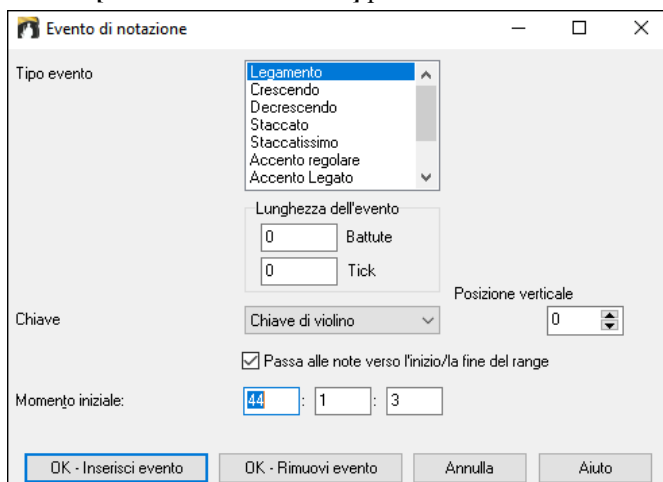 Evento di notazione
Tipo evento
Legamento
Crescendo
Decrescendo
Staccato
Staccatissimo
Accento regolare
Accento Legato
Lunghezza dell'evento
0 Battute
0 Tick
Posizione verticale
Chiave Chiave di violino 0
Passa alle note verso l'inizio/la fine del range
Momento iniziale: 44 : 1 : 3
OK - Inserisci evento OK - Rimuovi evento Annulla Aiuto